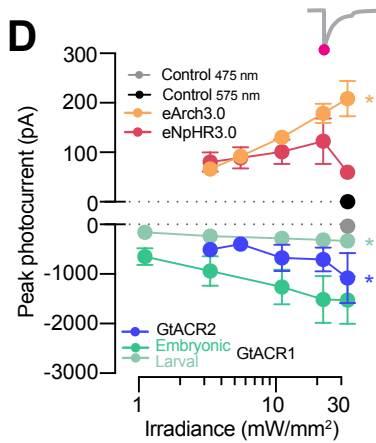 D
300
200
100
0
0
-1000
-2000
-3000
Peak photocurrent (pA)
Control 475 nm
Control 575 nm
eArch3.0
eNpHR3.0
*
*
*
GtACR2
Embryonic
Larval
GtACR1
1
10
30
Irradiance (mW/mm²)